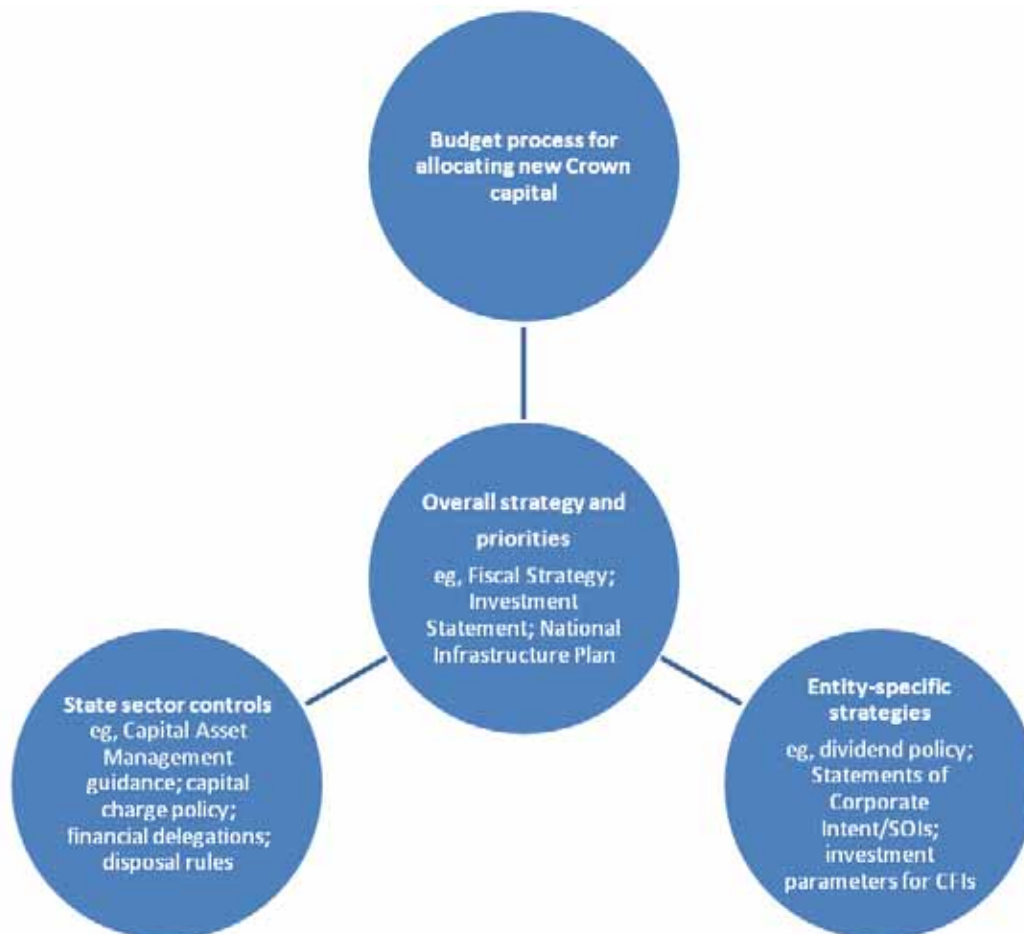 Budget process for
allocating new Crown
capital
Overall strategy and
priorities
eg, Fiscal Strategy;
Investment
Statement; National
Infrastructure Plan
State sector controls
eg, Capital Asset
Management
guidance; capital
charge policy;
financial delegations;
disposal rules
Entity-specific
strategies
eg, dividend policy;
Statements of
Corporate
Intent/SOIs;
investment
parameters for CFIs